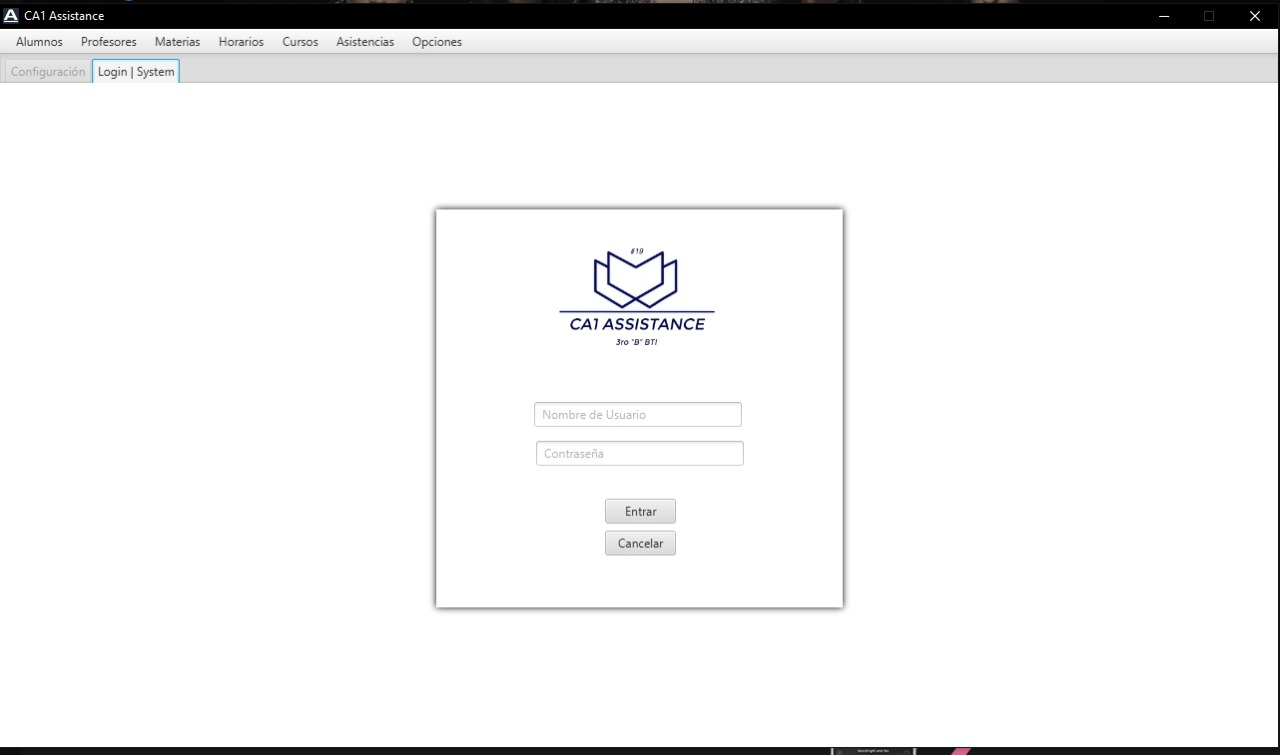 CA1 Assistance
Alumnos Profesores Materias Horarios Cursos Asistencias Opciones
Configuración Login | System
#19
CA1 ASSISTANCE
3ro "B" BTI
Nombre de Usuario
Contraseña
Entrar
Cancelar